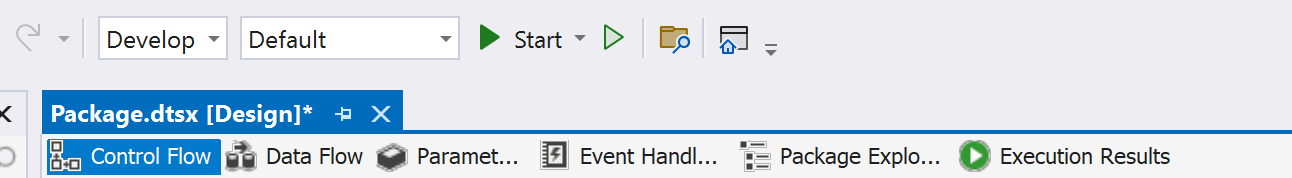 Develop Default Start
Package.dtsx [Design]*
Control Flow Data Flow Paramet... Event Handl... Package Explo... Execution Results